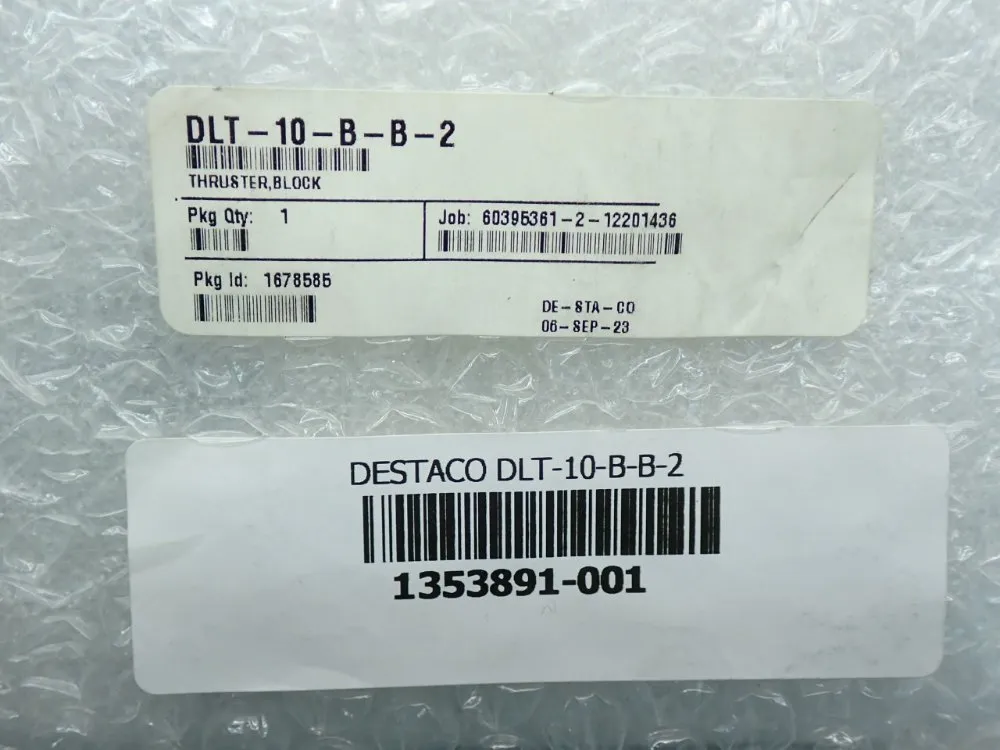 DLT-10-B-B-2
THRUSTER,BLOCK
Pkg Qty: 1
Job: 60395361-2-12201436
Pkg Id: 1678585
DE-STA-CO
06-SEP-23
DESTACO DLT-10-B-B-2
1353891-001